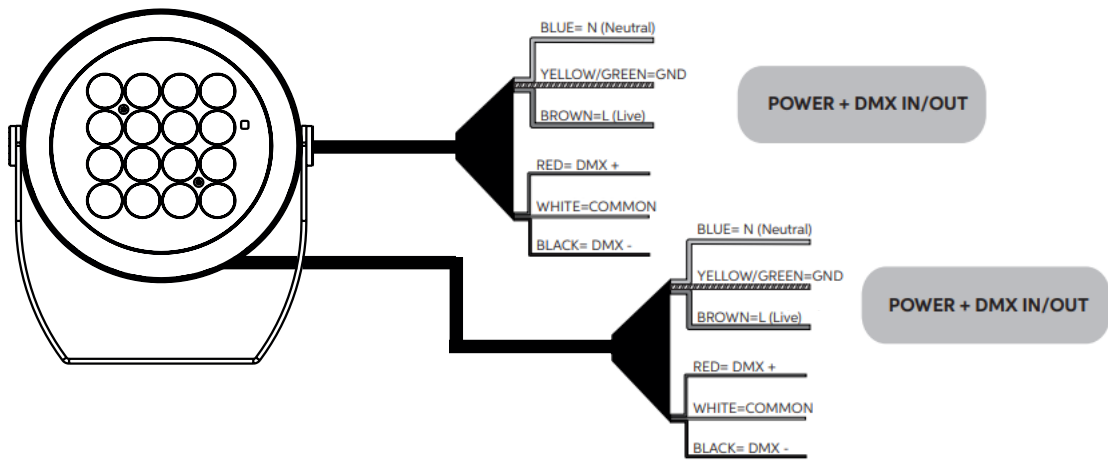 BLUE= N (Neutral)
YELLOW/GREEN=GND
BROWN=L (Live)
POWER + DMX IN/OUT
RED= DMX +
WHITE=COMMON
BLACK= DMX -
BLUE= N (Neutral)
YELLOW/GREEN=GND
BROWN=L (Live)
POWER + DMX IN/OUT
RED= DMX +
WHITE=COMMON
BLACK= DMX -